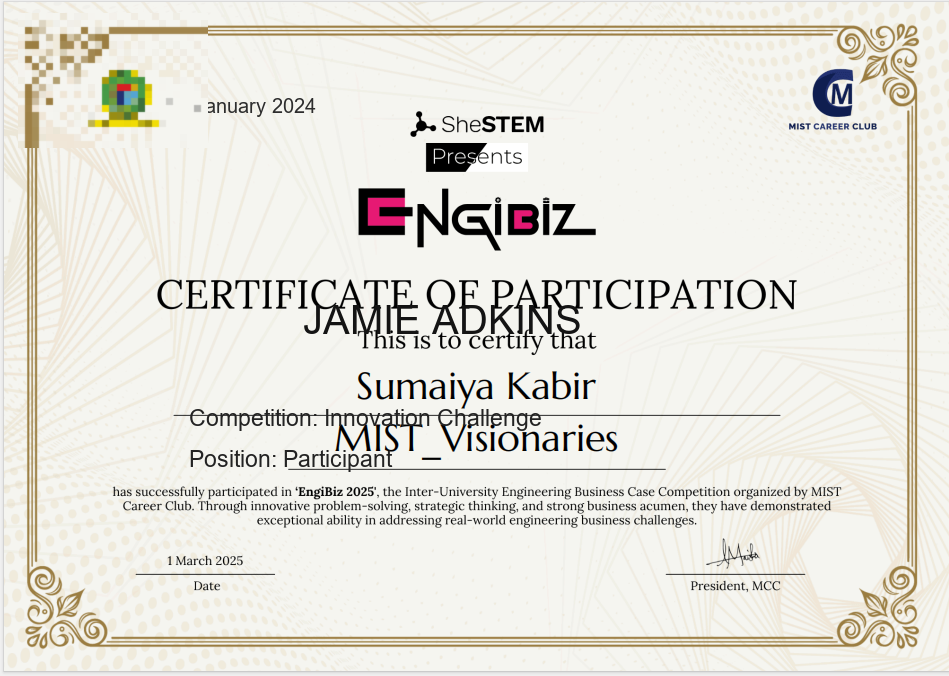 anuary 2024
SheSTEM
MIST CAREER CLUB
Presents
ENGIBIZ
CERTIFICATE OF PARTICIPATION
JAMIE ADKINS
This is to certify that
Sumaiya Kabir
Competition: Innovation Challenge
MIST_Visionaries
Position: Participant
has successfully participated in 'EngiBiz 2025', the Inter-University Engineering Business Case Competition organized by MIST
Career Club. Through innovative problem-solving, strategic thinking, and strong business acumen, they have demonstrated
exceptional ability in addressing real-world engineering business challenges.
1 March 2025
Date
President, MCC